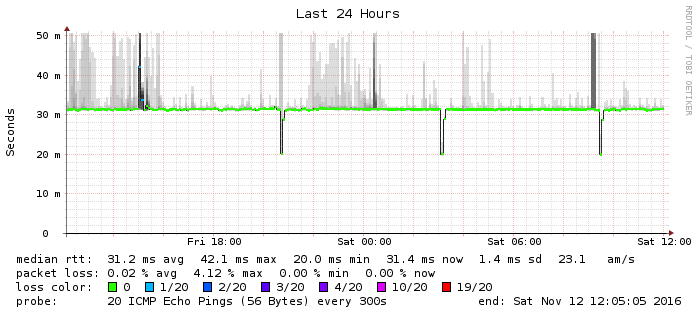 Last 24 Hours
RRDTOOL / TOBI OETIKER
Seconds
50 m
40 m
30 m
20 m
10 m
0
Fri 18:00 Sat 00:00 Sat 06:00 Sat 12:00
median rtt: 31.2 ms avg 42.1 ms max 20.0 ms min 31.4 ms now 1.4 ms sd 23.1 am/s
packet loss: 0.02 % avg 4.12 % max 0.00 % min 0.00 % now
loss color: 0 1/20 2/20 3/20 4/20 10/20 19/20
probe: 20 ICMP Echo Pings (56 Bytes) every 300s end: Sat Nov 12 12:05:05 2016